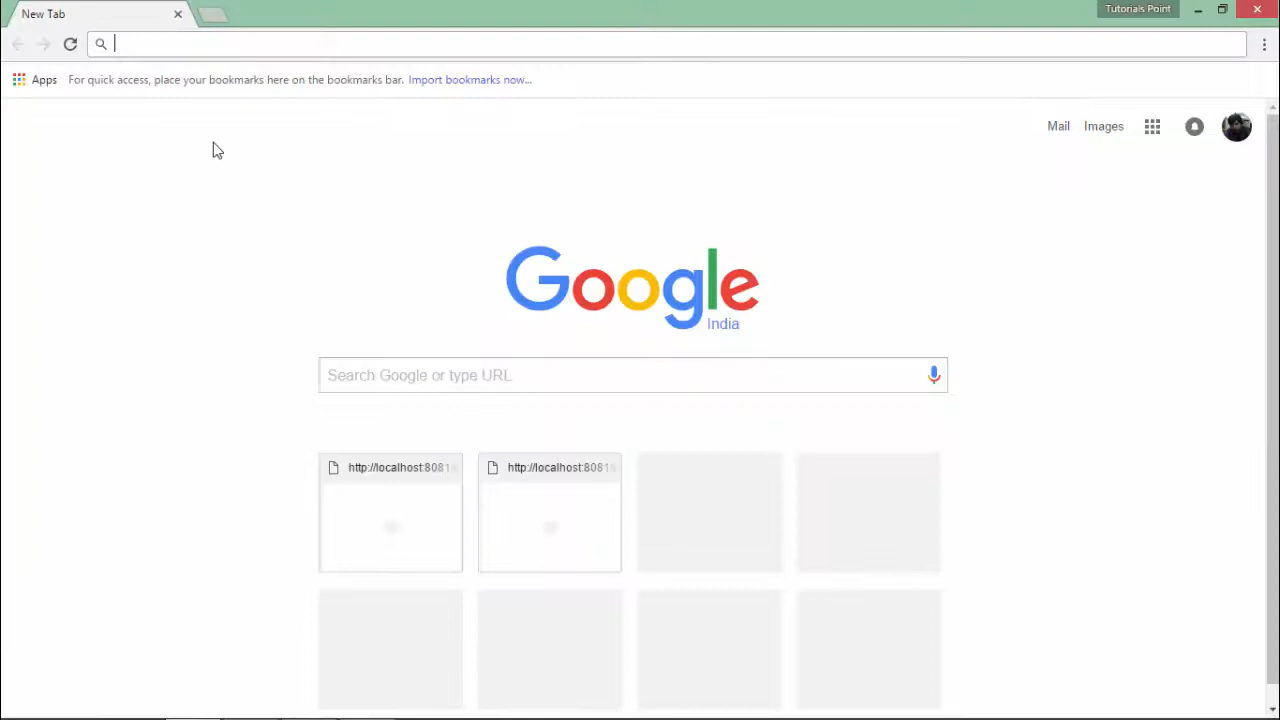 New Tab
Tutorials Point
Apps For quick access, place your bookmarks here on the bookmarks bar. Import bookmarks now...
Mail Images
Google
India
Search Google or type URL
http://localhost:8081 http://localhost:8081